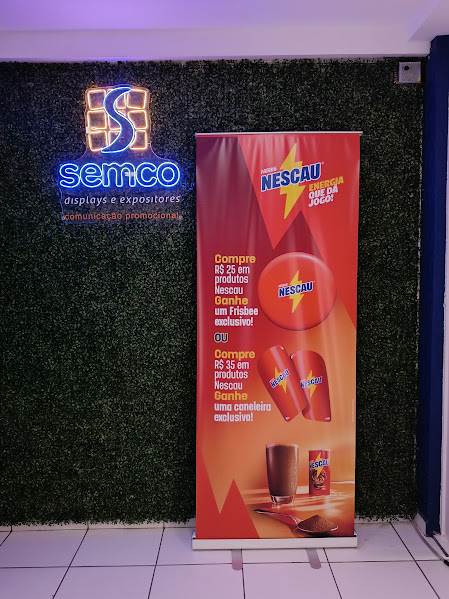 semco
displays e expositores
comunicação promocional
Nestlé
NESCAU
ENERGIA
QUE DÁ
JOGO!
Compre
R$ 25 em
produtos
Nescau
Ganhe
um Frisbee
exclusivo!
NESCAU
OU
Compre
R$ 35 em
produtos
Nescau
Ganhe
uma caneleira
exclusiva!
NESCAU
NESCAU
NESCAU